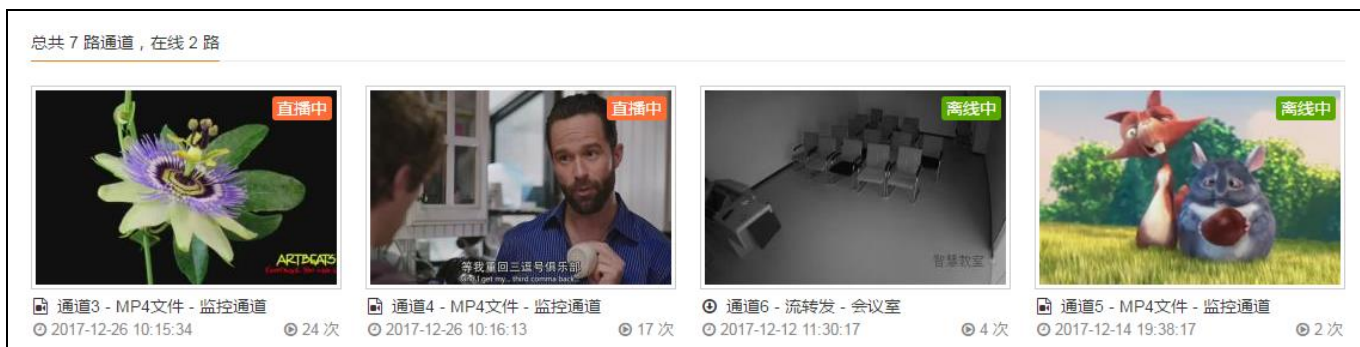 总共 7 路通道，在线 2 路
直播中
直播中
离线中
离线中
ARTBEATS
等我重回三逗号俱乐部
and I get my... third comma back...
智慧教室
通道3 - MP4文件 - 监控通道
2017-12-26 10:15:34
24 次
通道4 - MP4文件 - 监控通道
2017-12-26 10:16:13
17 次
通道6 - 流转发 - 会议室
2017-12-12 11:30:17
4 次
通道5 - MP4文件 - 监控通道
2017-12-14 19:38:17
2 次